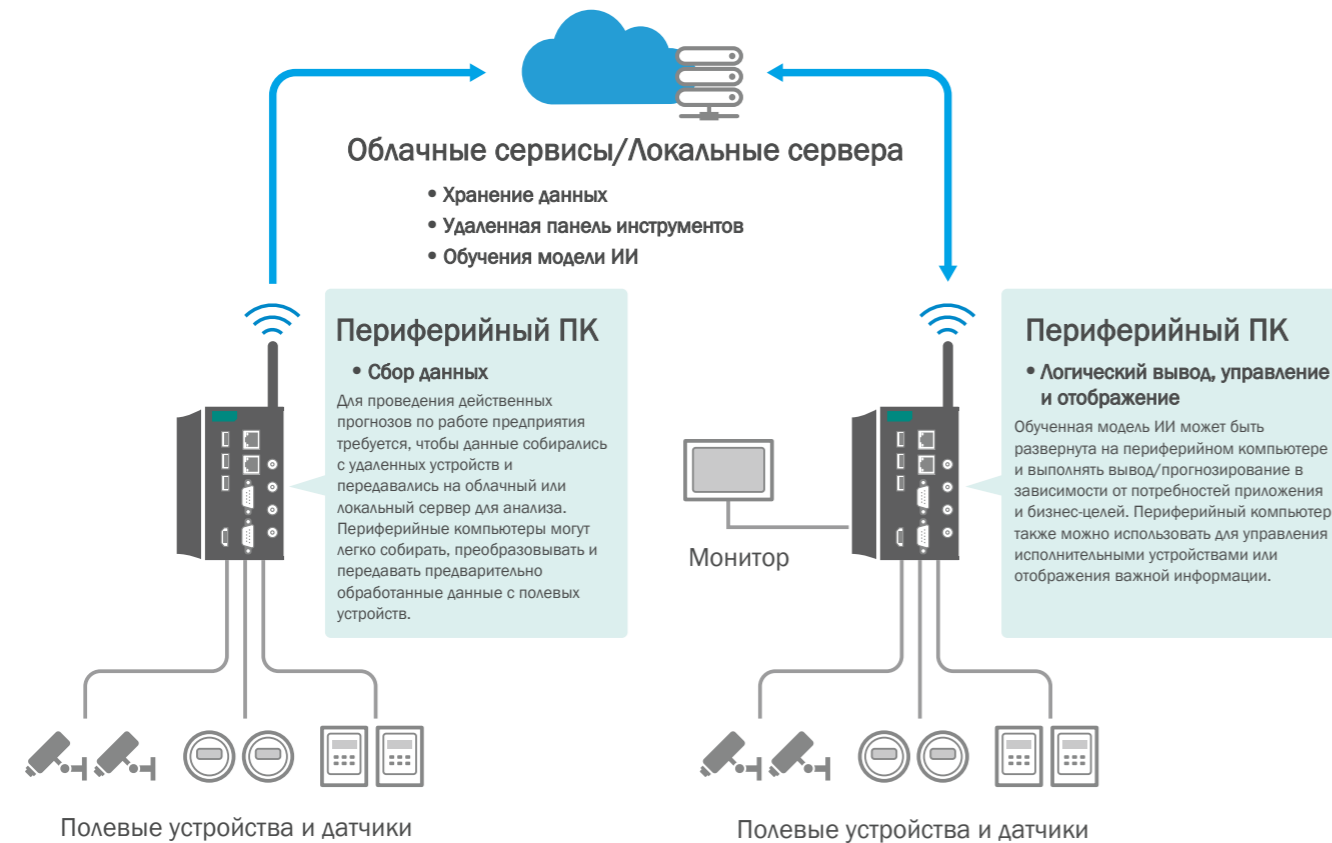 Облачные сервисы/Локальные сервера
• Хранение данных
• Удаленная панель инструментов
• Обучения модели ИИ
Периферийный ПК
• Сбор данных
Для проведения действенных
прогнозов по работе предприятия
требуется, чтобы данные собирались
с удаленных устройств и
передавались на облачный или
локальный сервер для анализа.
Периферийные компьютеры могут
легко собирать, преобразовывать и
передавать предварительно
обработанные данные с полевых
устройств.
Монитор
Периферийный ПК
• Логический вывод, управление
и отображение
Обученная модель ИИ может быть
развернута на периферийном компьютере
и выполнять вывод/прогнозирование в
зависимости от потребностей приложения
и бизнес-целей. Периферийный компьютер
также можно использовать для управления
исполнительными устройствами или
отображения важной информации.
Полевые устройства и датчики
Полевые устройства и датчики